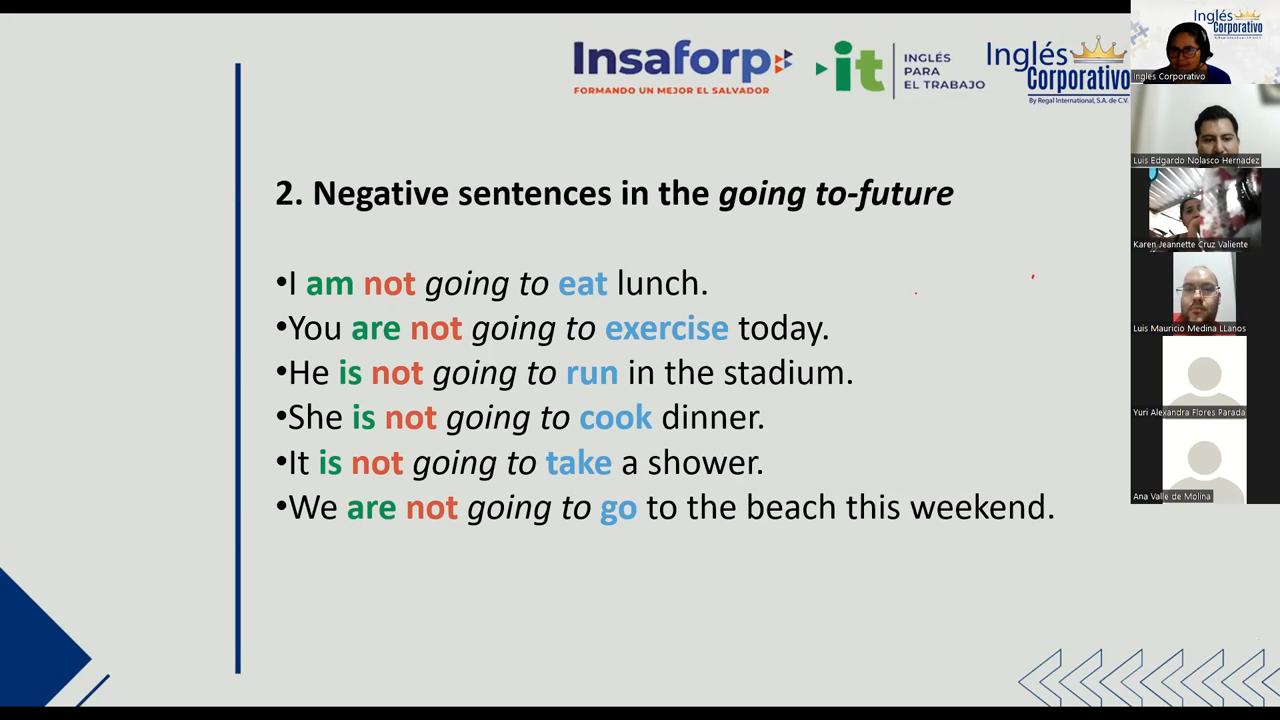 Insaforp
FORMANDO UN MEJOR EL SALVADOR
it
INGLÉS
PARA
EL TRABAJO
Inglés
Corporativo
By Regal International, S.A. de C.V.
2. Negative sentences in the going to-future
•I am not going to eat lunch.
•You are not going to exercise today.
•He is not going to run in the stadium.
•She is not going to cook dinner.
•It is not going to take a shower.
•We are not going to go to the beach this weekend.
Inglés
Corporativo
Inglés Corporativo
Luis Edgardo Nolasco Hernadez
Karen Jeannette Cruz Valiente
Luis Mauricio Medina LLanos
Yuri Alexandra Flores Parada
Ana Valle de Molina